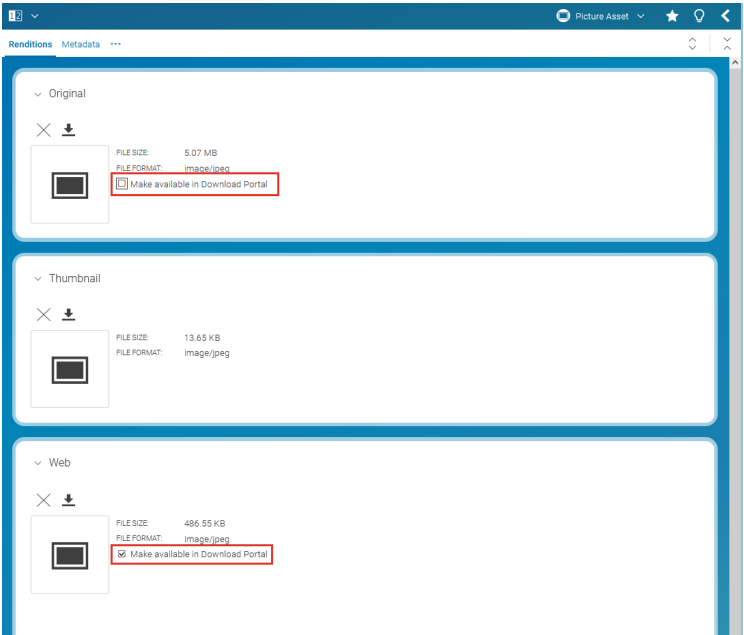 12
Picture Asset
Renditions Metadata ···
Original
FILE SIZE: 5.07 MB
FILE FORMAT: image/jpeg
Make available in Download Portal
Thumbnail
FILE SIZE: 13.65 KB
FILE FORMAT: image/jpeg
Web
FILE SIZE: 486.55 KB
FILE FORMAT: image/jpeg
Make available in Download Portal